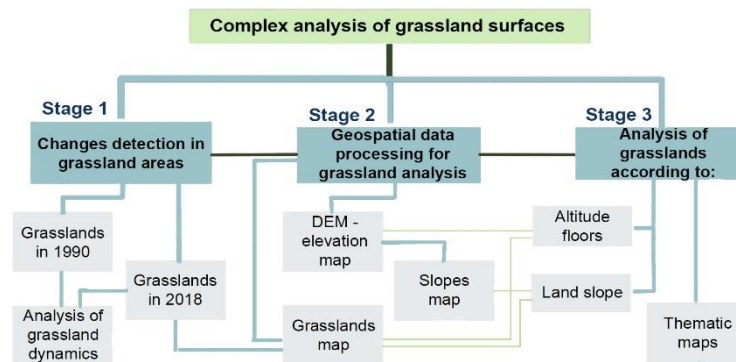 Complex analysis of grassland surfaces
Stage 1
Changes detection in
grassland areas
Stage 2
Geospatial data
processing for
grassland analysis
Stage 3
Analysis of
grasslands
according to:
Grasslands
in 1990
Grasslands
in 2018
Analysis of
grassland
dynamics
DEM -
elevation
map
Slopes
map
Grasslands
map
Altitude
floors
Land slope
Thematic
maps